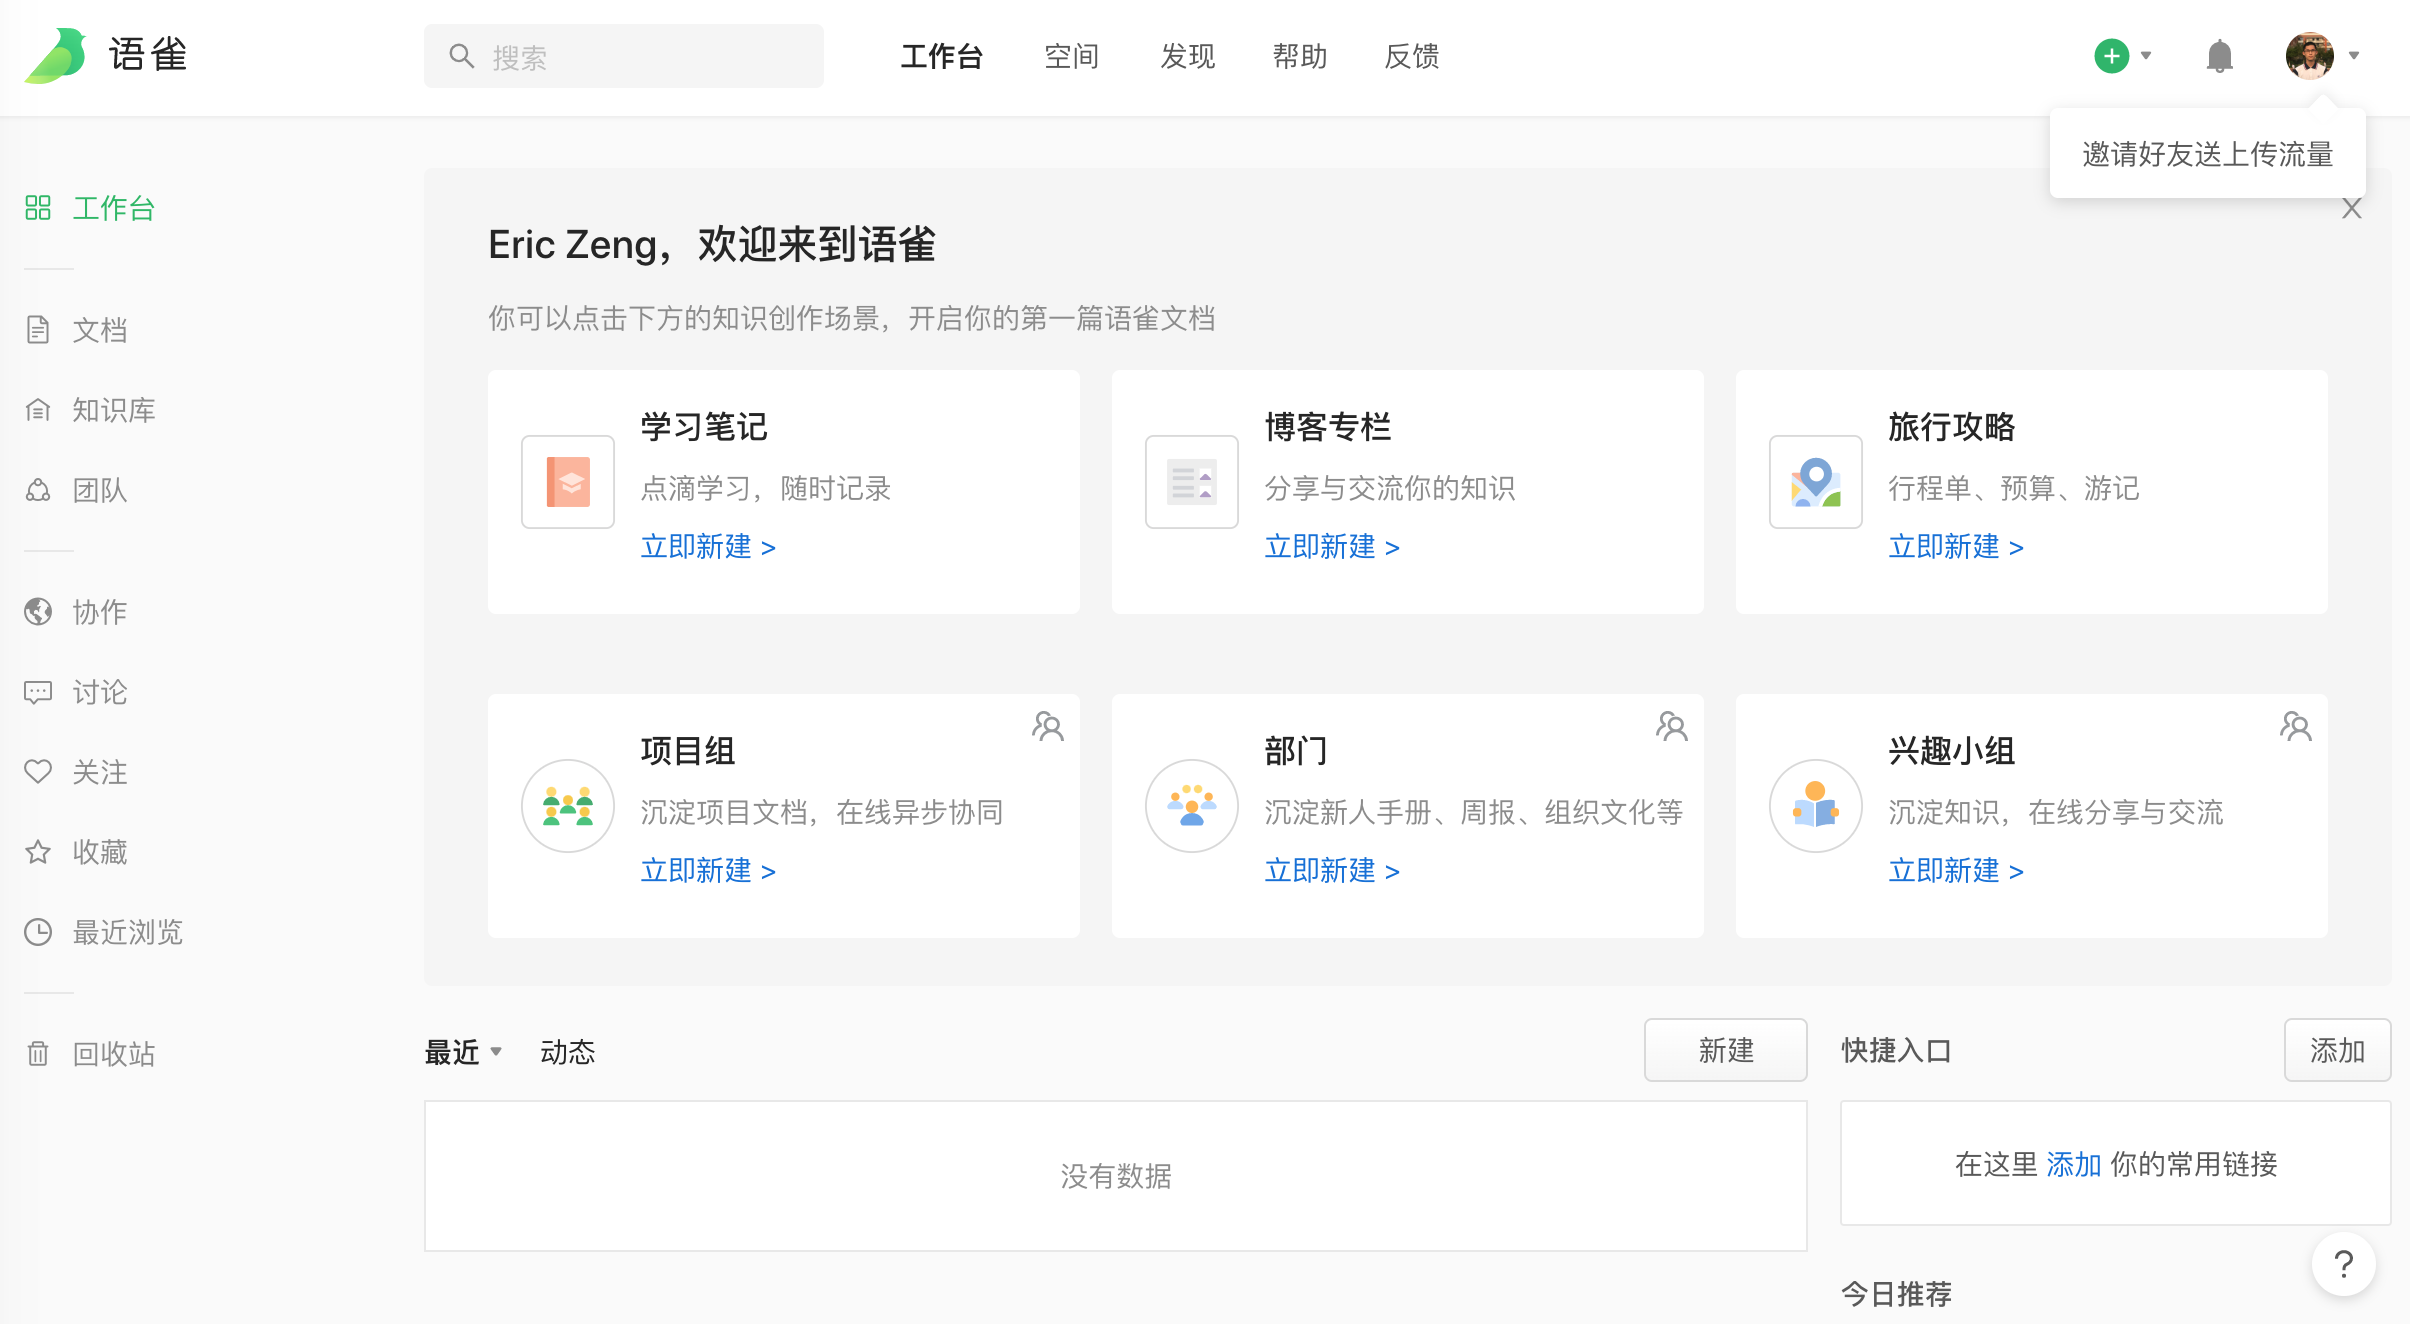 语雀
搜索
工作台
空间
发现
帮助
反馈
邀请好友送上传流量
工作台
文档
知识库
团队
协作
讨论
关注
收藏
最近浏览
回收站
Eric Zeng，欢迎来到语雀
你可以点击下方的知识创作场景，开启你的第一篇语雀文档
学习笔记
点滴学习，随时记录
立即新建 >
博客专栏
分享与交流你的知识
立即新建 >
旅行攻略
行程单、预算、游记
立即新建 >
项目组
沉淀项目文档，在线异步协同
立即新建 >
部门
沉淀新人手册、周报、组织文化等
立即新建 >
兴趣小组
沉淀知识，在线分享与交流
立即新建 >
最近
动态
新建
没有数据
快捷入口
添加
在这里 添加 你的常用链接
今日推荐
?